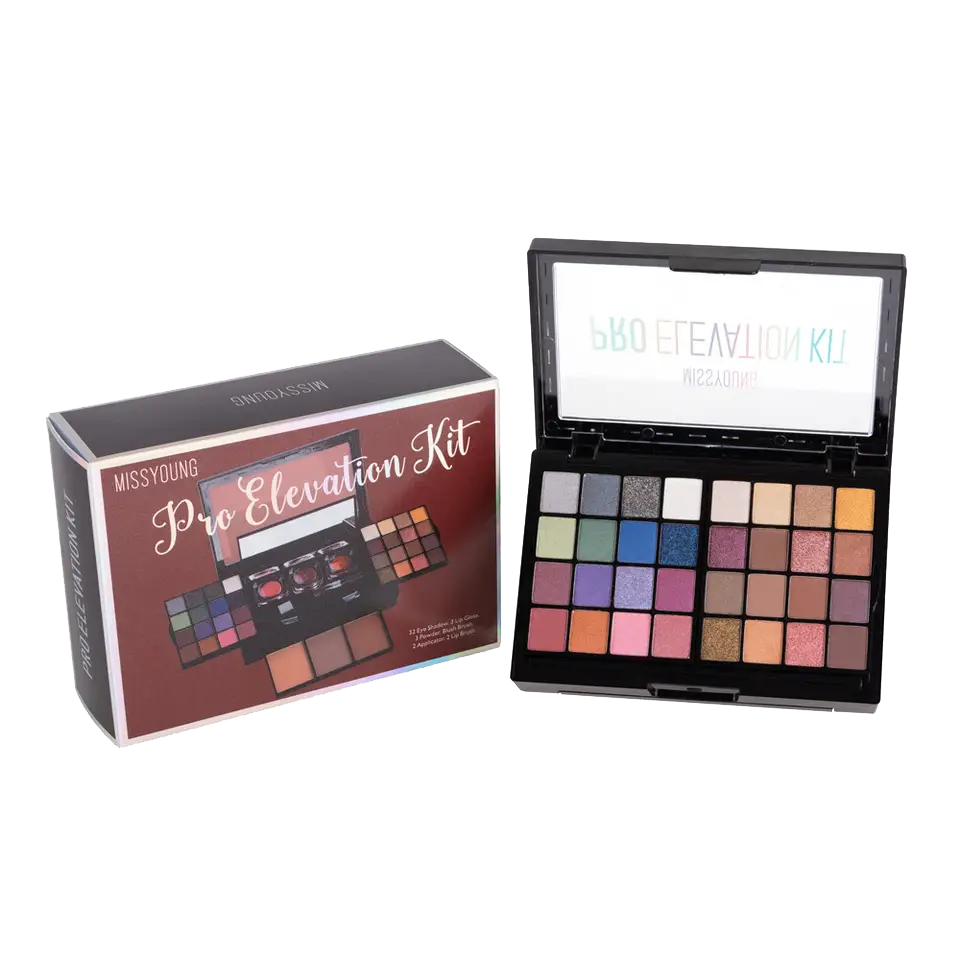 MISSYOUNG
MISSYOUNG
Pro Elevation Kit
PRO ELEVATION KIT
32 Eye Shadow. 3 Lip Gloss.
3 Powder. Blush Brush.
2 Applicator. 2 Lip Brush.
PRO ELEVATION KIT
MISSYOUNG